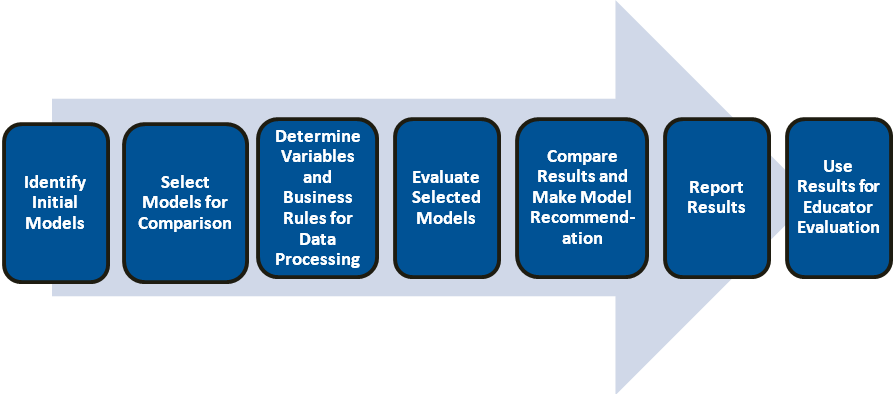 Identify
Initial
Models
Select
Models for
Comparison
Determine
Variables
and
Business
Rules for
Data
Processing
Evaluate
Selected
Models
Compare
Results and
Make Model
Recommend-
ation
Report
Results
Use
Results for
Educator
Evaluation